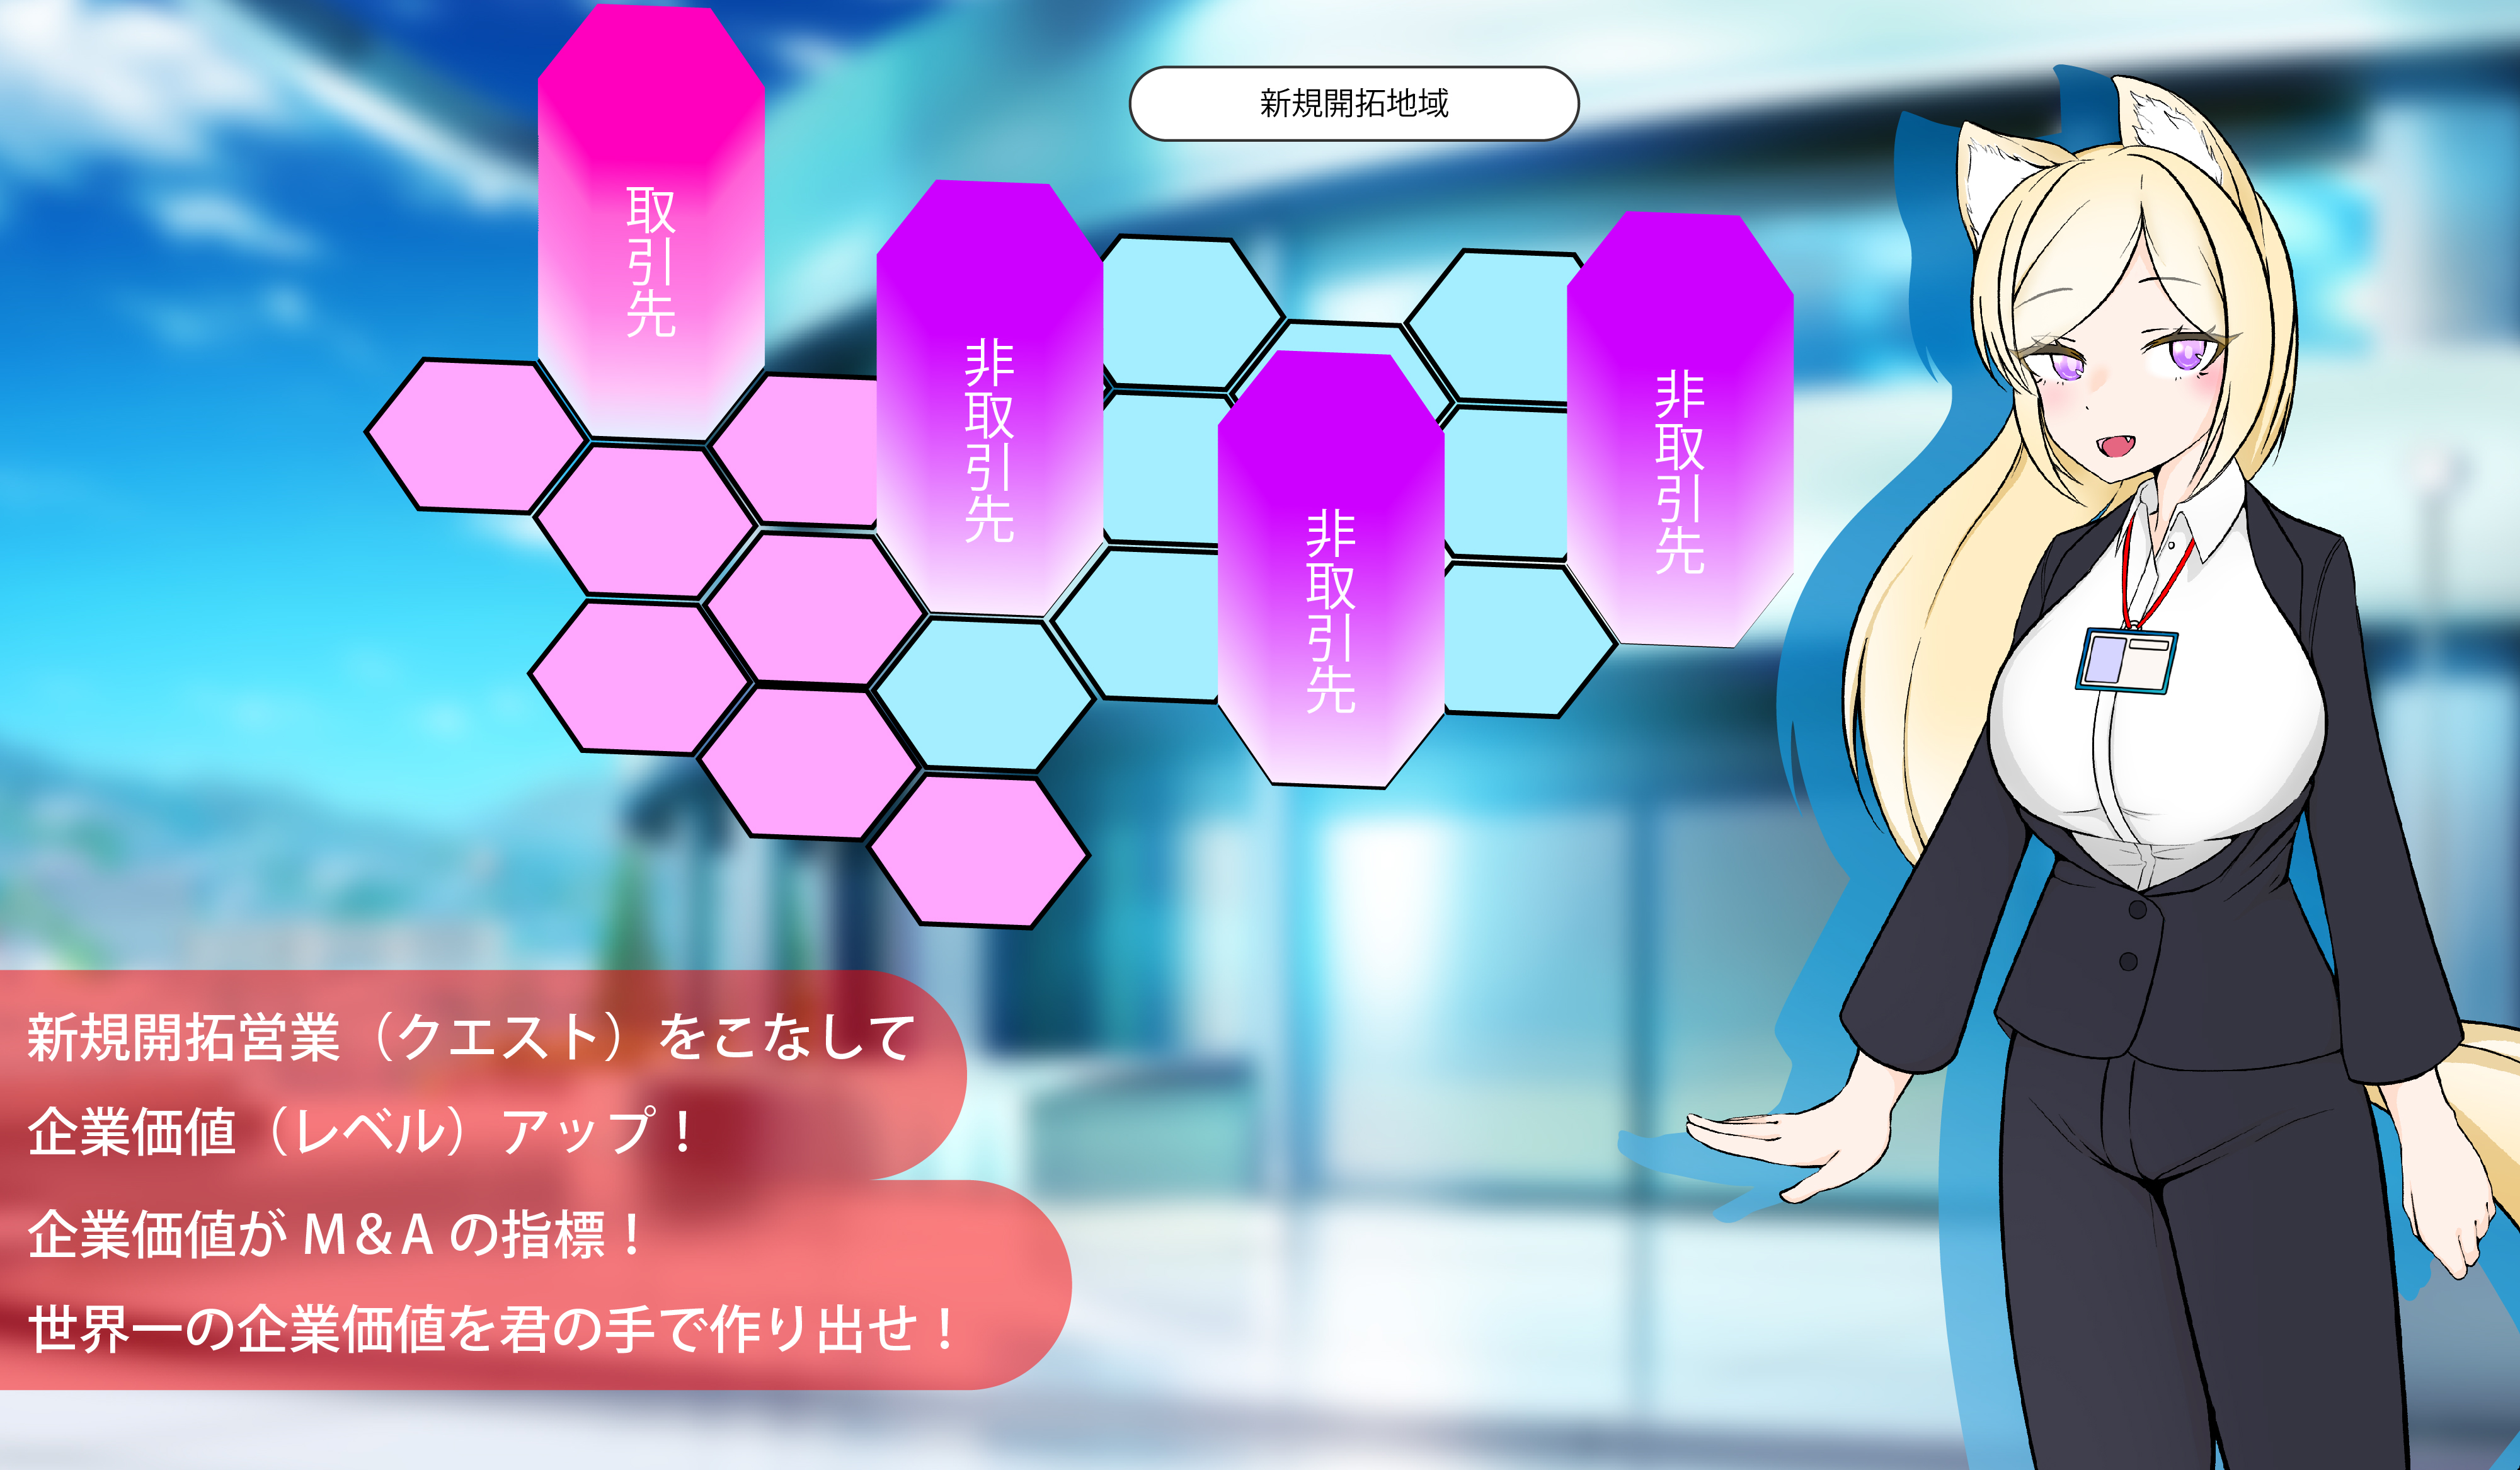 新規開拓地域
取引先
非取引先
非取引先
非取引先
新規開拓営業（クエスト）をこなして
企業価値（レベル）アップ！
企業価値が M＆A の指標！
世界一の企業価値を君の手で作り出せ！